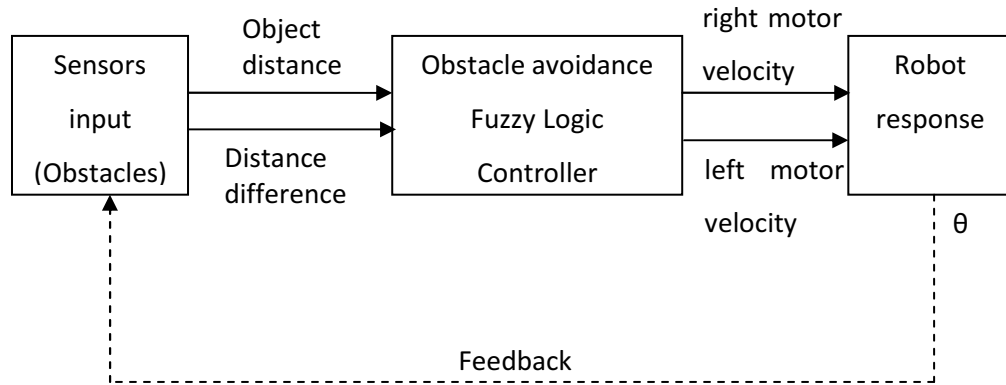 Sensors
input
(Obstacles)
Object
distance
Distance
difference
Obstacle avoidance
Fuzzy Logic
Controller
right motor
velocity
left motor
velocity
Robot
response
θ
Feedback